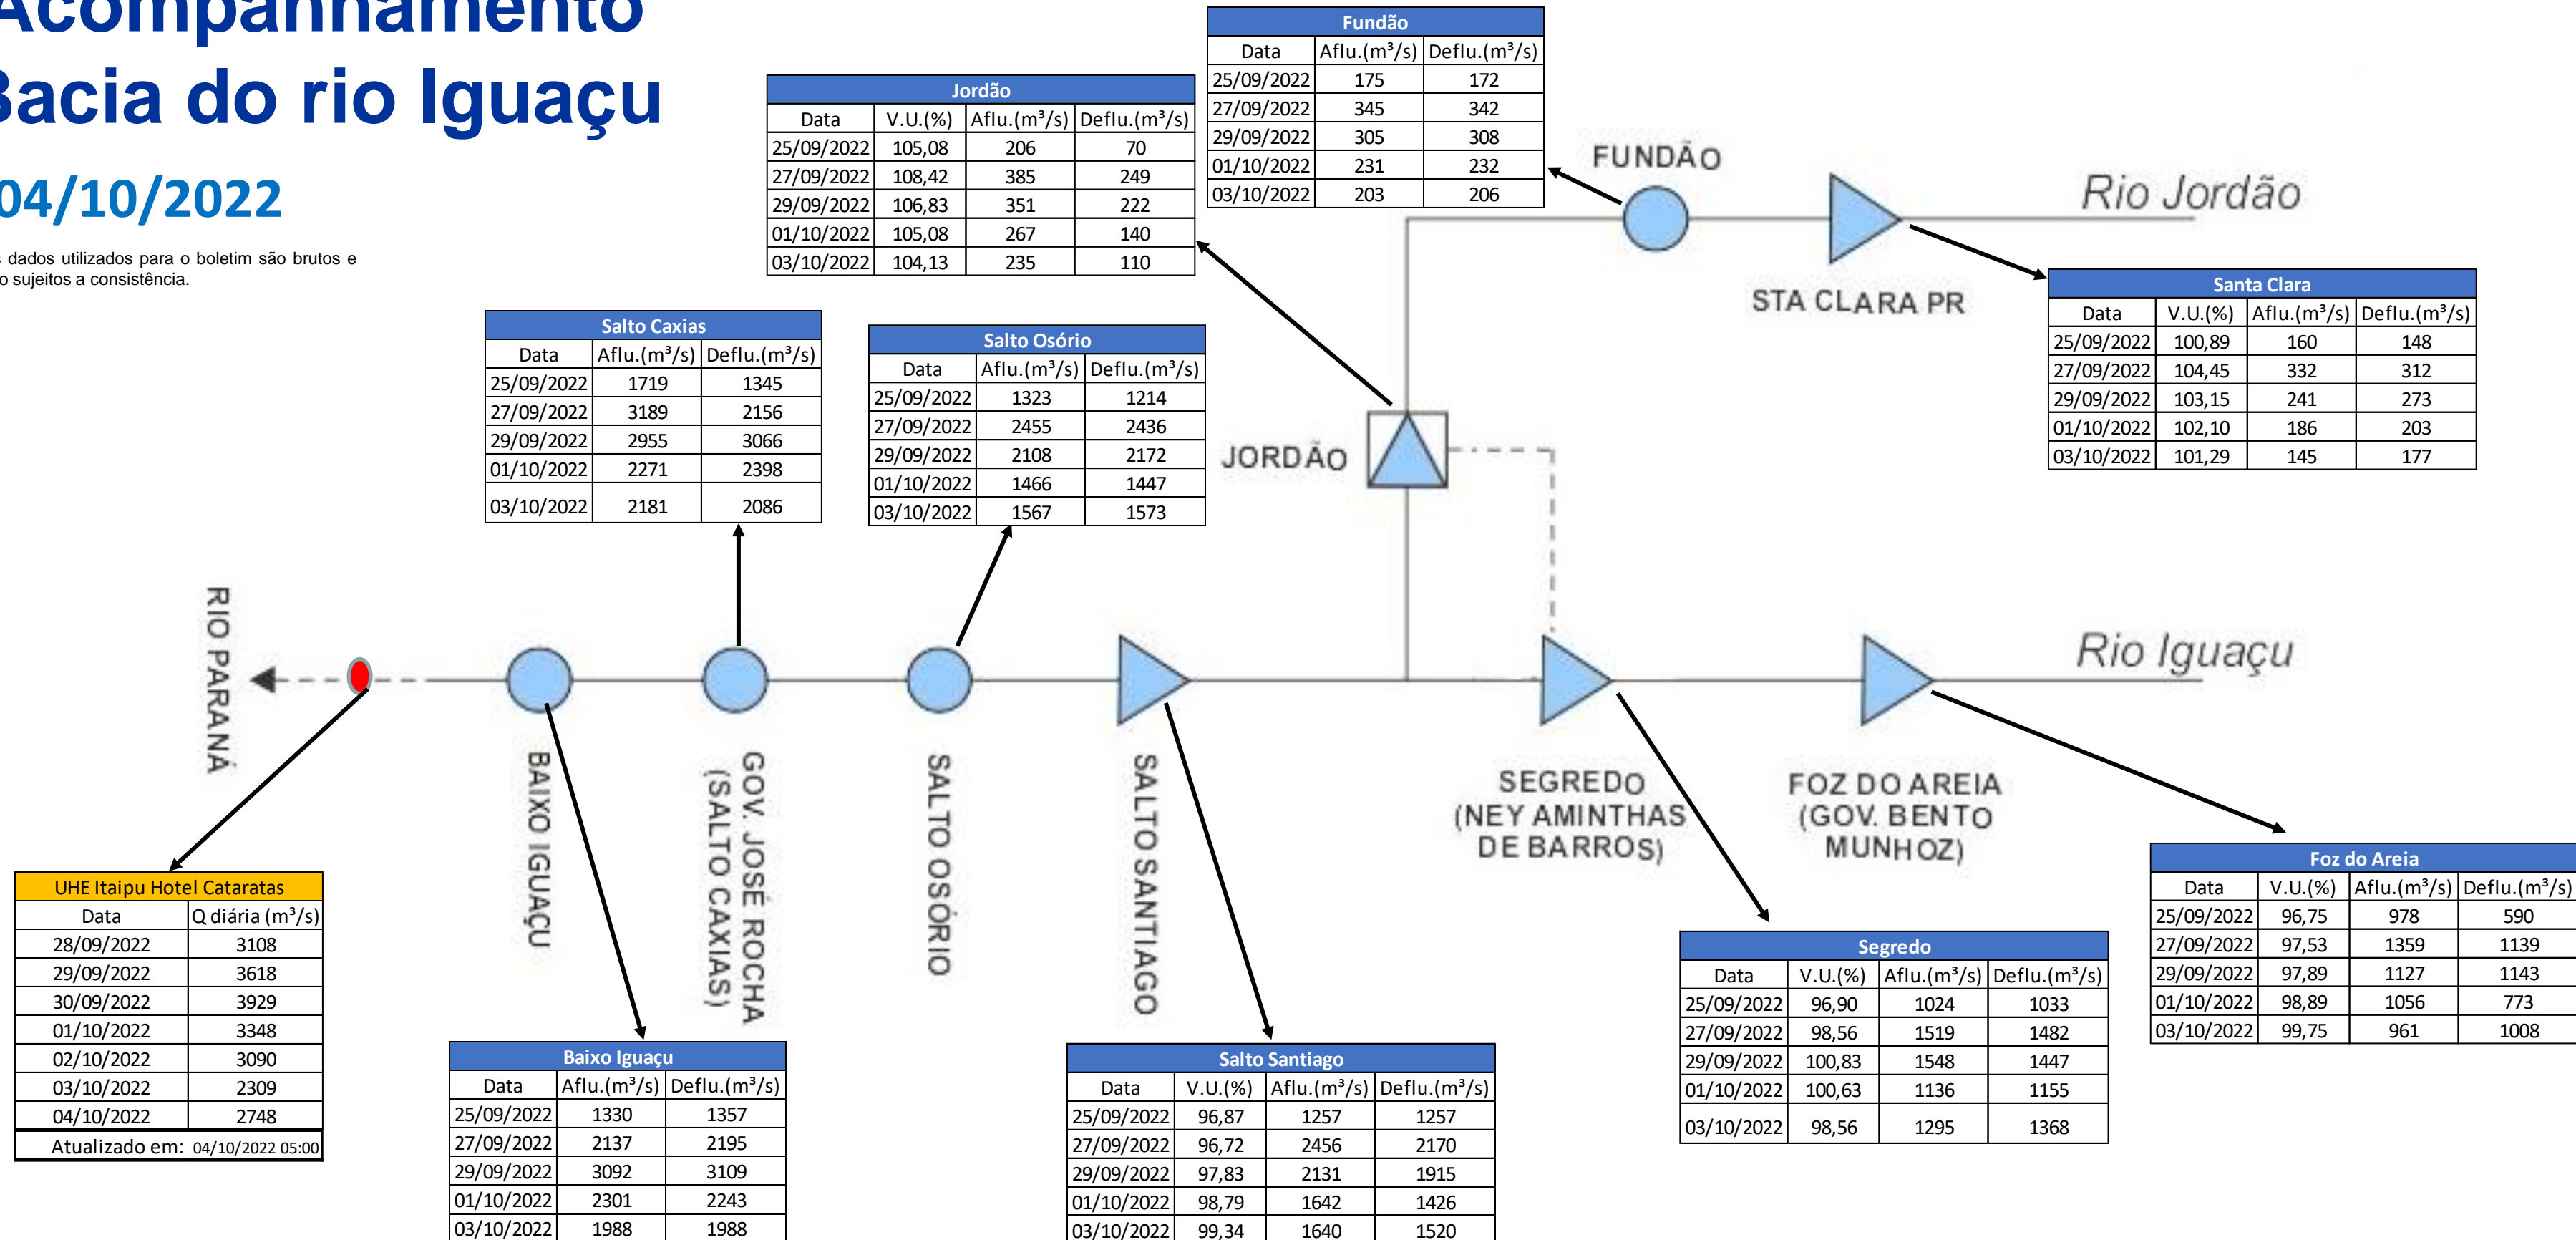 Acompanhamento
Bacia do rio Iguaçu
04/10/2022
s dados utilizados para o boletim são brutos e
o sujeitos a consistência.
Fundão
Data Aflu.(m³/s) Deflu.(m³/s)
25/09/2022 175 172
27/09/2022 345 342
29/09/2022 305 308
01/10/2022 231 232
03/10/2022 203 206
Jordão
Data V.U.(%) Aflu.(m³/s) Deflu.(m³/s)
25/09/2022 105,08 206 70
27/09/2022 108,42 385 249
29/09/2022 106,83 351 222
01/10/2022 105,08 267 140
03/10/2022 104,13 235 110
FUNDÃO
Rio Jordão
STA CLARA PR
Santa Clara
Data V.U.(%) Aflu.(m³/s) Deflu.(m³/s)
25/09/2022 100,89 160 148
27/09/2022 104,45 332 312
29/09/2022 103,15 241 273
01/10/2022 102,10 186 203
03/10/2022 101,29 145 177
Salto Caxias
Data Aflu.(m³/s) Deflu.(m³/s)
25/09/2022 1719 1345
27/09/2022 3189 2156
29/09/2022 2955 3066
01/10/2022 2271 2398
03/10/2022 2181 2086
Salto Osório
Data Aflu.(m³/s) Deflu.(m³/s)
25/09/2022 1323 1214
27/09/2022 2455 2436
29/09/2022 2108 2172
01/10/2022 1466 1447
03/10/2022 1567 1573
JORDÃO
RIO PARANÁ
Rio Iguaçu
BAIXO IGUAÇU
GOV. JOSÉ ROCHA
(SALTO CAXIAS)
SALTO OSÓRIO
SALTO SANTIAGO
SEGREDO
(NEY AMINTHAS
DE BARROS)
FOZ DO AREIA
(GOV. BENTO
MUNHOZ)
UHE Itaipu Hotel Cataratas
Data Q diária (m³/s)
28/09/2022 3108
29/09/2022 3618
30/09/2022 3929
01/10/2022 3348
02/10/2022 3090
03/10/2022 2309
04/10/2022 2748
Atualizado em: 04/10/2022 05:00
Baixo Iguaçu
Data Aflu.(m³/s) Deflu.(m³/s)
25/09/2022 1330 1357
27/09/2022 2137 2195
29/09/2022 3092 3109
01/10/2022 2301 2243
03/10/2022 1988 1988
Salto Santiago
Data V.U.(%) Aflu.(m³/s) Deflu.(m³/s)
25/09/2022 96,87 1257 1257
27/09/2022 96,72 2456 2170
29/09/2022 97,83 2131 1915
01/10/2022 98,79 1642 1426
03/10/2022 99,34 1640 1520
Segredo
Data V.U.(%) Aflu.(m³/s) Deflu.(m³/s)
25/09/2022 96,90 1024 1033
27/09/2022 98,56 1519 1482
29/09/2022 100,83 1548 1447
01/10/2022 100,63 1136 1155
03/10/2022 98,56 1295 1368
Foz do Areia
Data V.U.(%) Aflu.(m³/s) Deflu.(m³/s)
25/09/2022 96,75 978 590
27/09/2022 97,53 1359 1139
29/09/2022 97,89 1127 1143
01/10/2022 98,89 1056 773
03/10/2022 99,75 961 1008